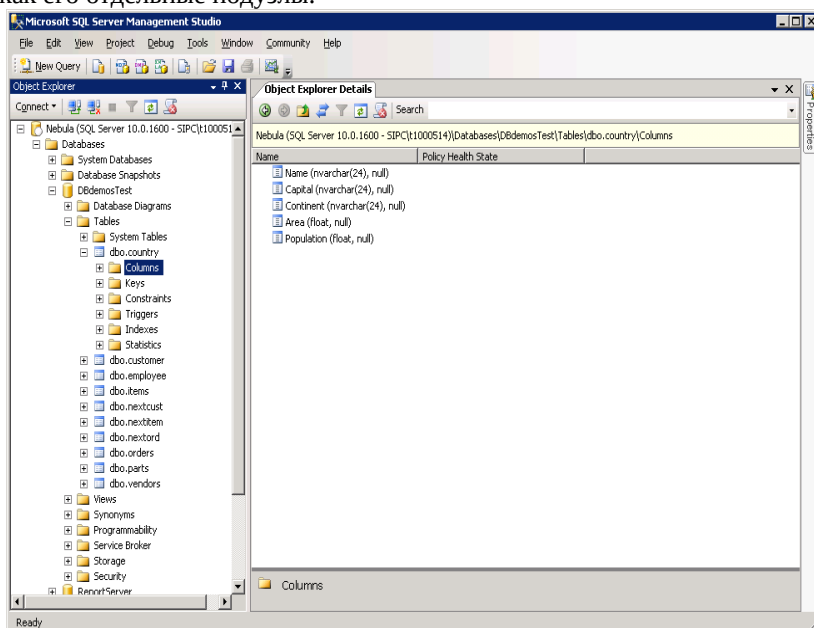 как его отдельные подузлы.
Microsoft SQL Server Management Studio
File Edit View Project Debug Tools Window Community Help
New Query
Object Explorer
Connect
Nebula (SQL Server 10.0.1600 - SIPC\t10051
Databases
System Databases
Database Snapshots
DBdemosTest
Database Diagrams
Tables
System Tables
dbo.country
Columns
Keys
Constraints
Triggers
Indexes
Statistics
dbo.customer
dbo.employee
dbo.items
dbo.nextcust
dbo.nextitem
dbo.nextord
dbo.orders
dbo.parts
dbo.vendors
Views
Synonyms
Programmability
Service Broker
Storage
Security
ReportServer
Object Explorer Details
Search
Nebula (SQL Server 10.0.1600 - SIPC\t1000514)\Databases\DBdemosTest\Tables\dbo.country\Columns
Name Policy Health State
Name (nvarchar(24), null)
Capital (nvarchar(24), null)
Continent (nvarchar(24), null)
Area (float, null)
Population (float, null)
Columns
Properties
Ready